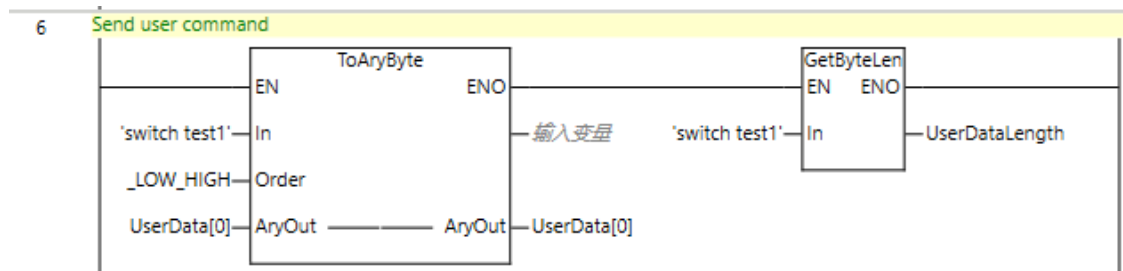 6 Send user command
ToAryByte GetByteLen
EN ENO EN ENO
'switch test1' In 输入变量 'switch test1' In UserDataLength
_LOW_HIGH Order
UserData[0] AryOut AryOut UserData[0]